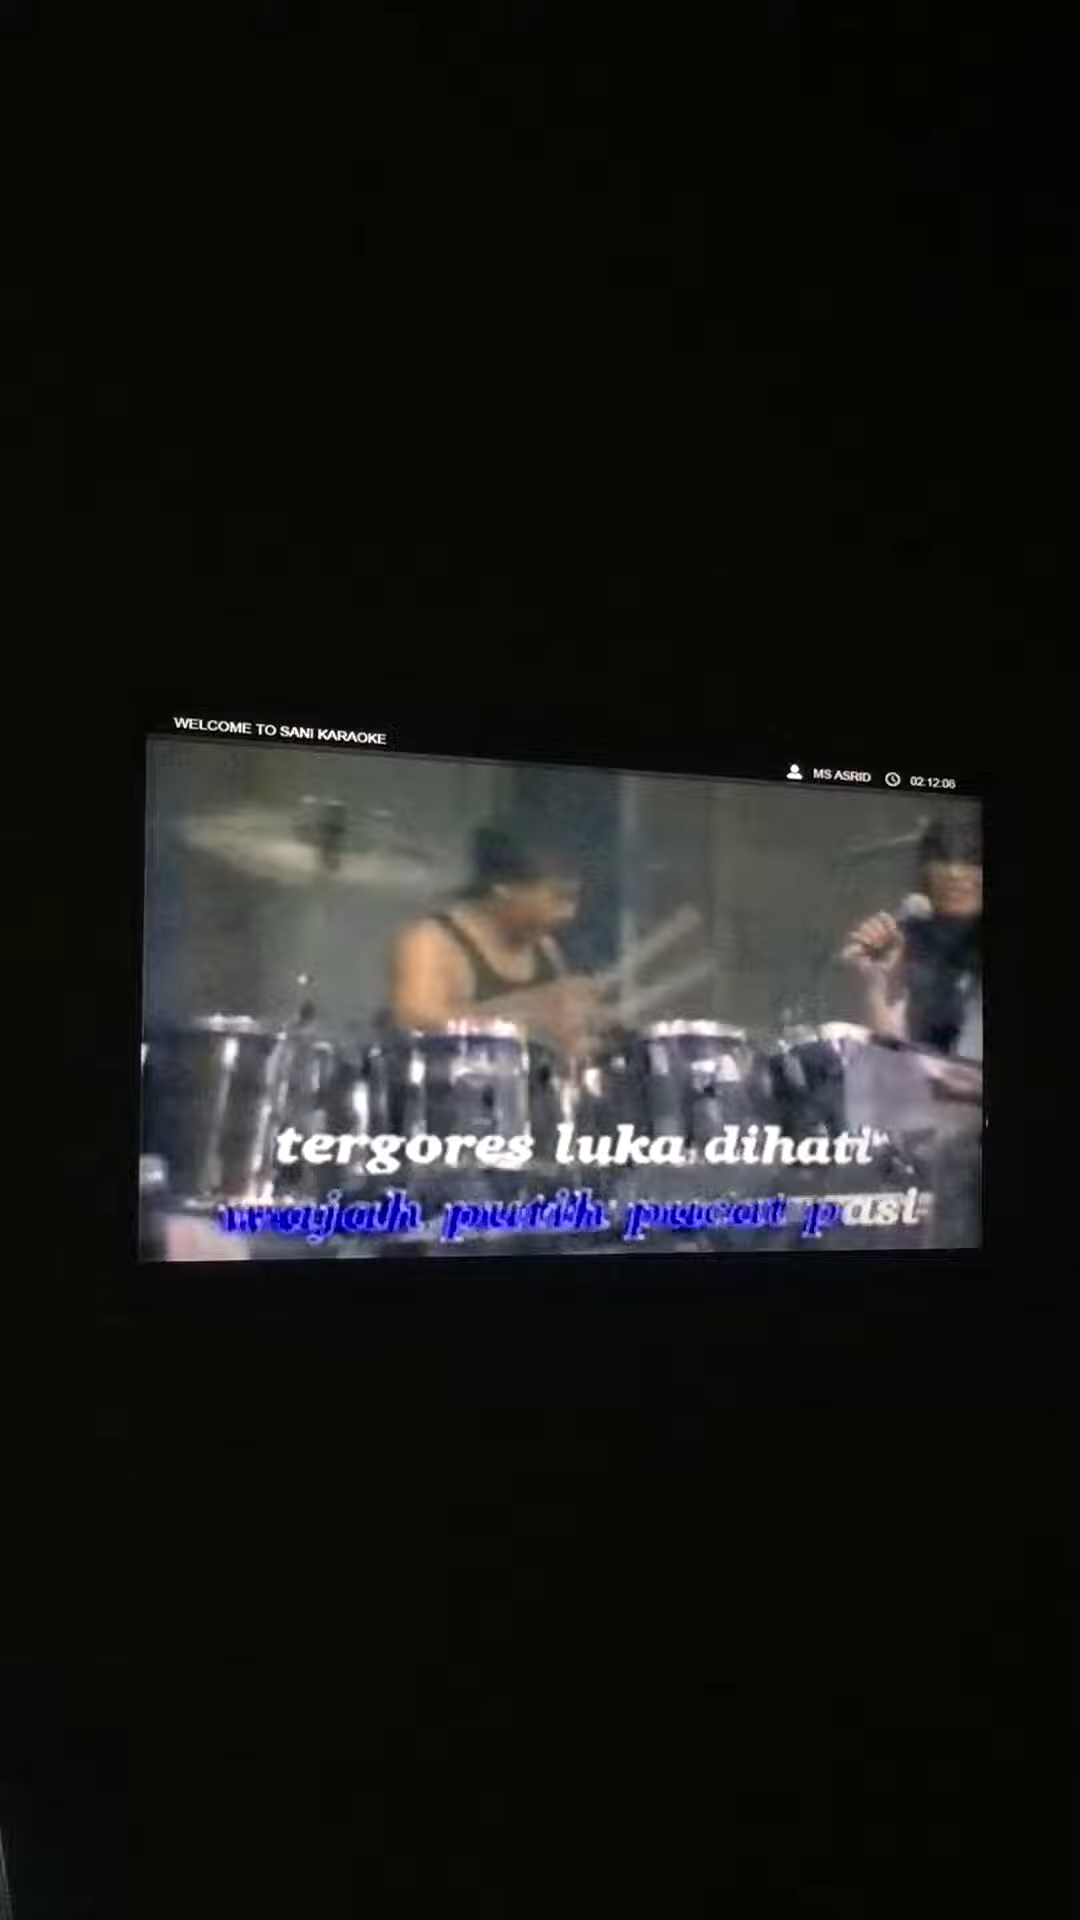 WELCOME TO SANI KARAOKE
MS ASRID 02:12:06
tergores luka dihati
wajah putih pucat pasi